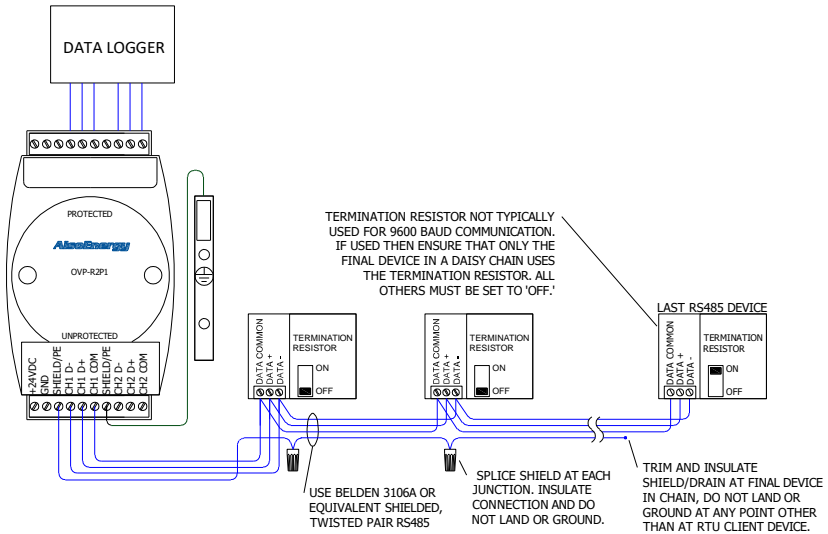 DATA LOGGER
PROTECTED
AlsoEnergy
OVP-R2P1
UNPROTECTED
+24VDC
GND
SHIELD/PE
CH1 D-
CH1 D+
CH1 COM
SHIELD/PE
CH2 D-
CH2 D+
CH2 COM
TERMINATION RESISTOR NOT TYPICALLY
USED FOR 9600 BAUD COMMUNICATION.
IF USED THEN ENSURE THAT ONLY THE
FINAL DEVICE IN A DAISY CHAIN USES
THE TERMINATION RESISTOR. ALL
OTHERS MUST BE SET TO 'OFF.'
DATA COMMON
DATA +
DATA -
TERMINATION
RESISTOR
ON
OFF
DATA COMMON
DATA +
DATA -
TERMINATION
RESISTOR
ON
OFF
LAST RS485 DEVICE
DATA COMMON
DATA +
DATA -
TERMINATION
RESISTOR
ON
OFF
USE BELDEN 3106A OR
EQUIVALENT SHIELDED,
TWISTED PAIR RS485
SPLICE SHIELD AT EACH
JUNCTION. INSULATE
CONNECTION AND DO
NOT LAND OR GROUND.
TRIM AND INSULATE
SHIELD/DRAIN AT FINAL DEVICE
IN CHAIN, DO NOT LAND OR
GROUND AT ANY POINT OTHER
THAN AT RTU CLIENT DEVICE.